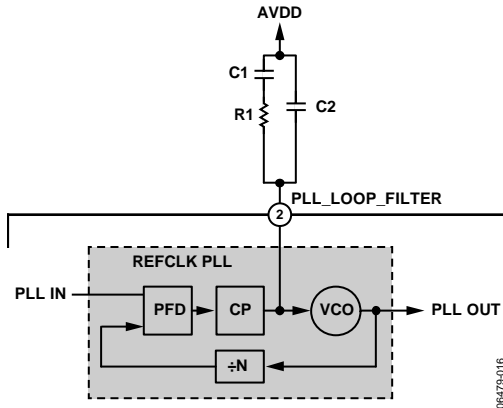 AVDD
C1
R1
C2
PLL_LOOP_FILTER
2
REFCLK PLL
PLL IN
PFD
CP
VCO
PLL OUT
÷N
06479-016